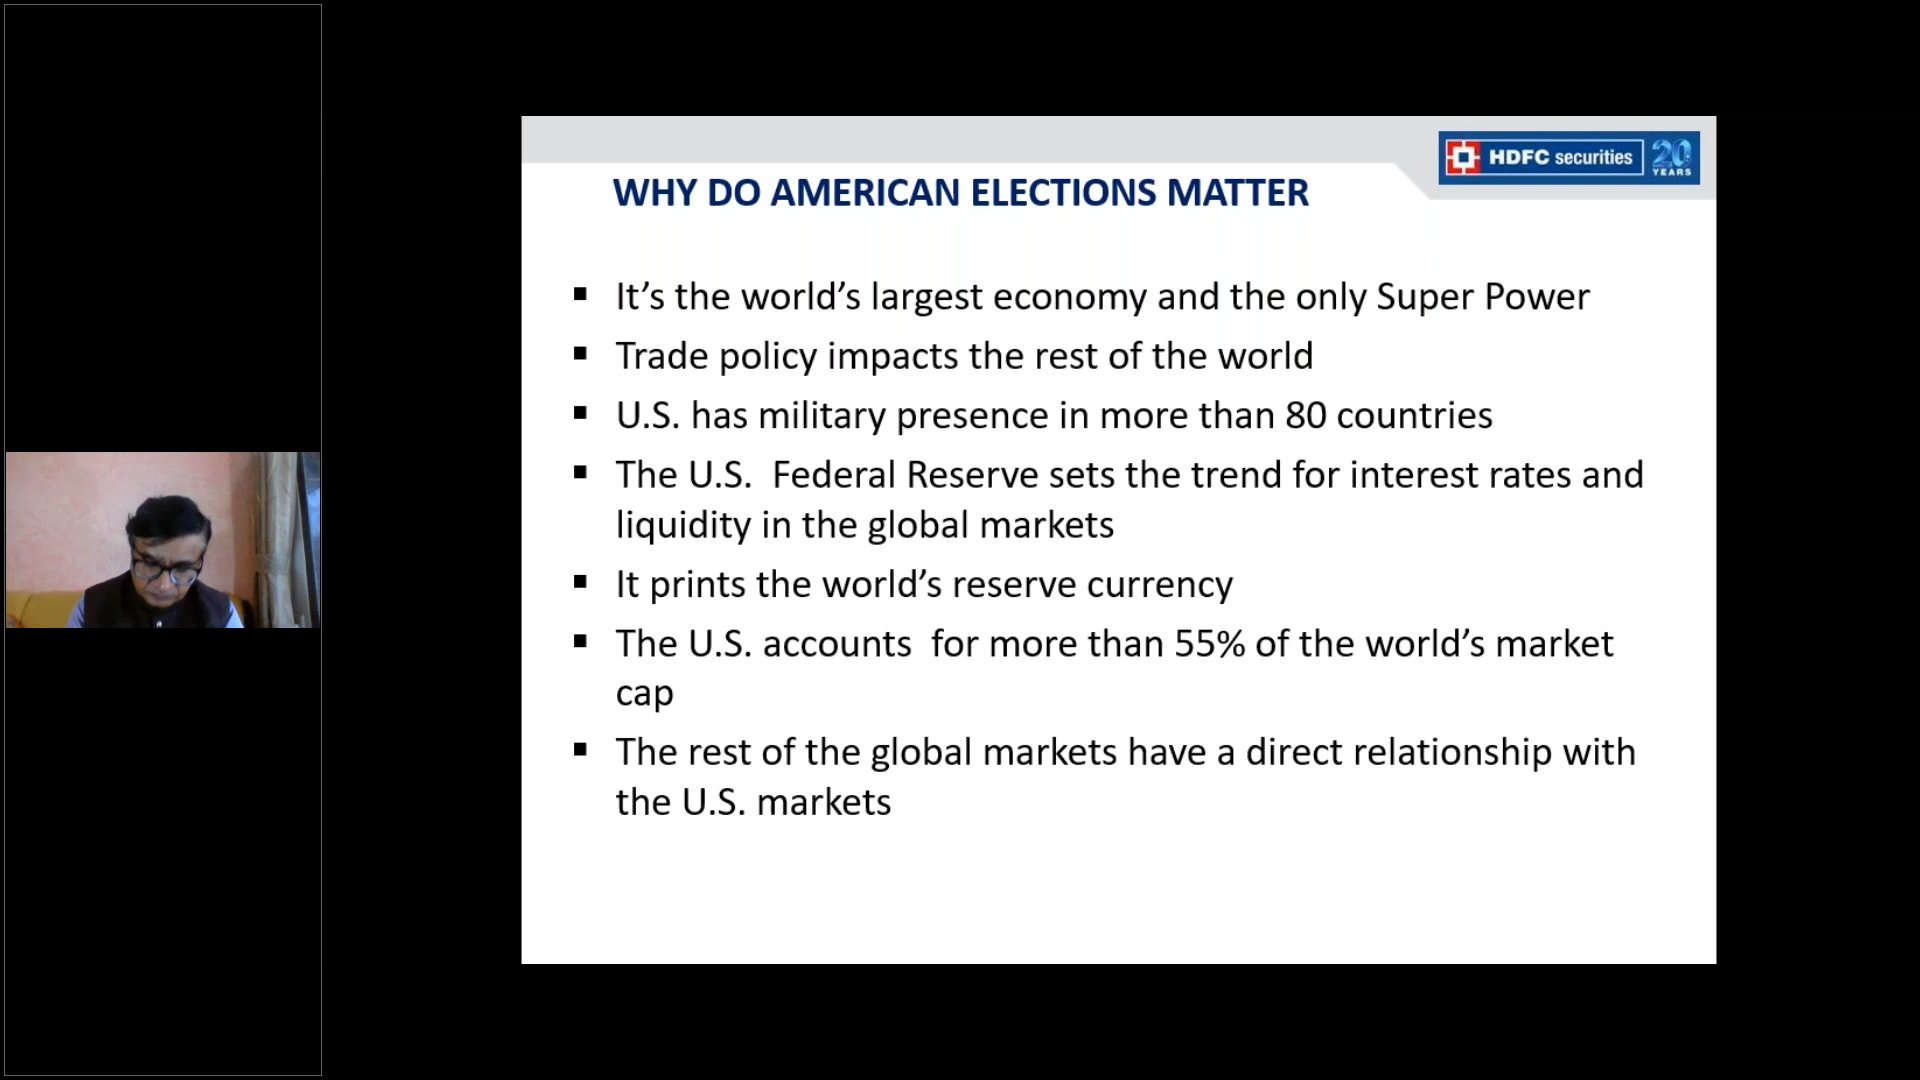 HDFC securities 20 YEARS
WHY DO AMERICAN ELECTIONS MATTER
▪ It’s the world’s largest economy and the only Super Power
▪ Trade policy impacts the rest of the world
▪ U.S. has military presence in more than 80 countries
▪ The U.S.  Federal Reserve sets the trend for interest rates and
liquidity in the global markets
▪ It prints the world’s reserve currency
▪ The U.S. accounts  for more than 55% of the world’s market
cap
▪ The rest of the global markets have a direct relationship with
the U.S. markets